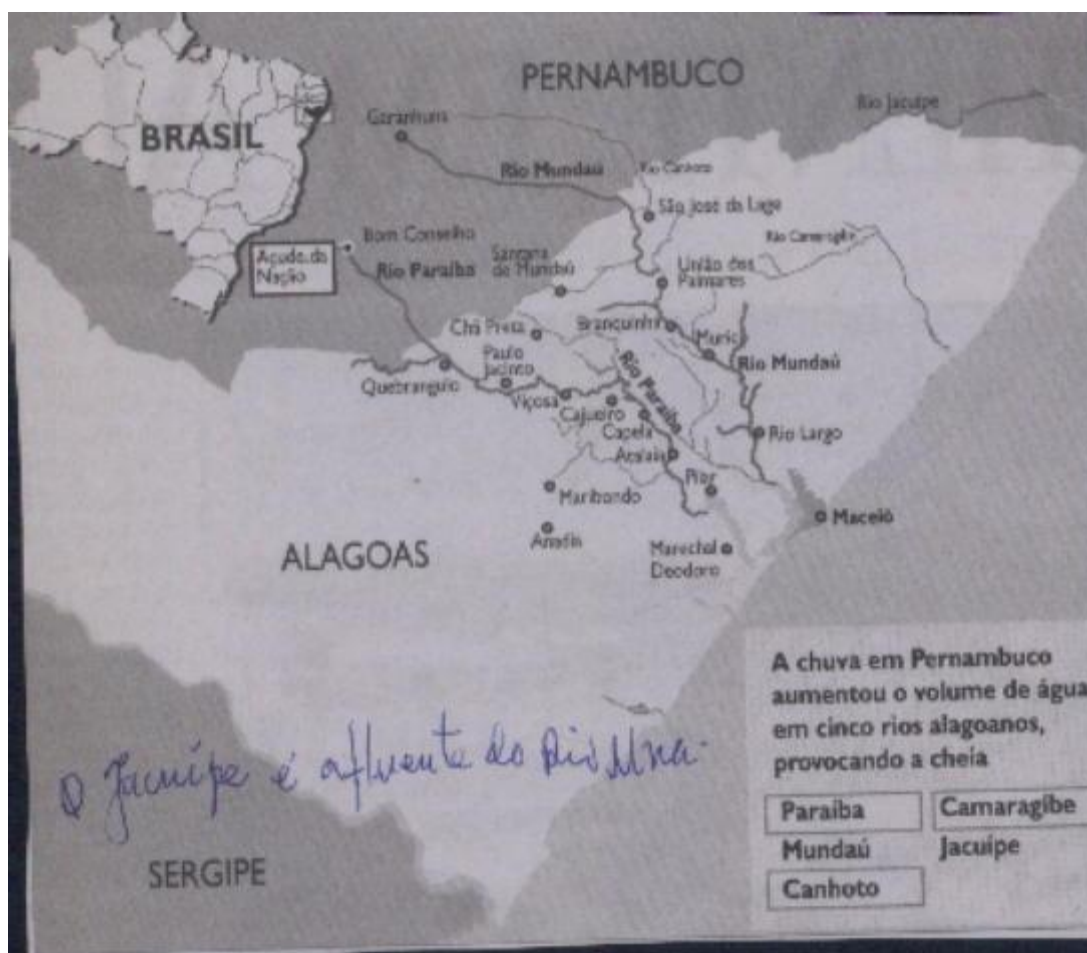 PERNAMBUCO
BRASIL
Garanhuns
Rio Jacuípe
Rio Mundaú
Rio Canhoto
São José da Lage
Bom Conselho
Açude da
Nação
Rio Paraíba
Santana
do Mundaú
União dos
Palmares
Rio Camaragibe
Chã Preta
Branquinha
Murici
Rio Mundaú
Paulo
Jacinto
Quebrangulo
Rio Paraíba
Viçosa
Cajueiro
Capela
Rio Largo
Atalaia
Pilar
Maribondo
Maceió
Anadia
ALAGOAS
Marechal
Deodoro
A chuva em Pernambuco
aumentou o volume de água
em cinco rios alagoanos,
provocando a cheia
Paraíba Camaragibe
Mundaú Jacuípe
Canhoto
O Jacuípe é afluente do Rio Una.
SERGIPE